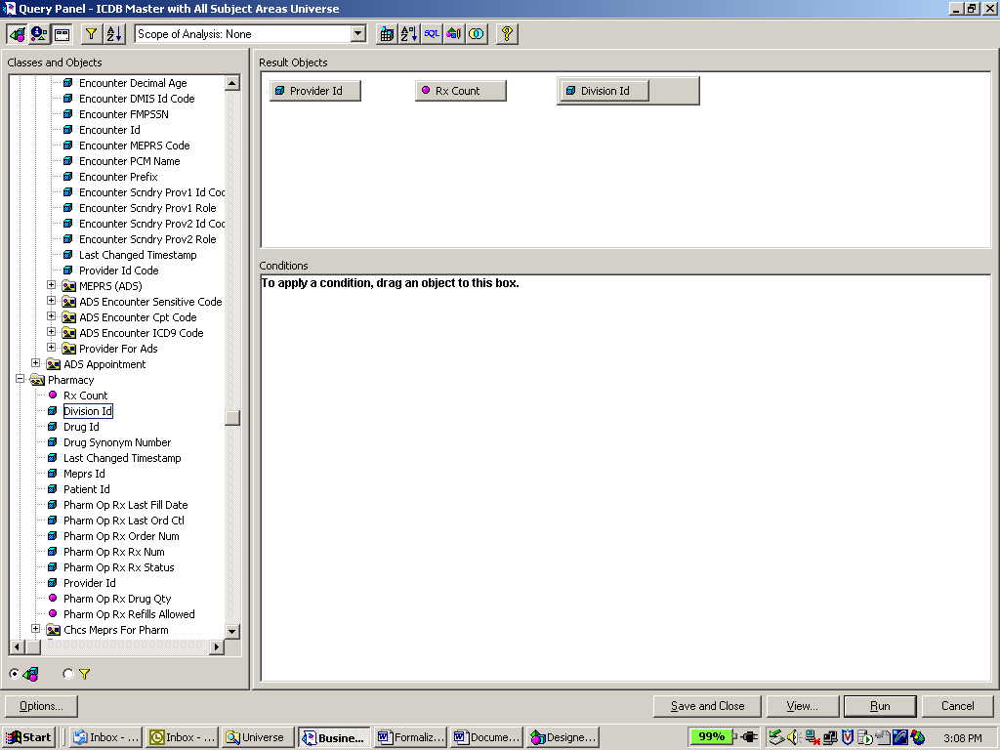 Query Panel - ICDB Master with All Subject Areas Universe
Scope of Analysis: None
SQL
Classes and Objects
Encounter Decimal Age
Encounter DMIS Id Code
Encounter FMPSSN
Encounter Id
Encounter MEPRS Code
Encounter PCM Name
Encounter Prefix
Encounter Scndry Prov1 Id Coc
Encounter Scndry Prov1 Role
Encounter Scndry Prov2 Id Coc
Encounter Scndry Prov2 Role
Last Changed Timestamp
Provider Id Code
MEPRS (ADS)
ADS Encounter Sensitive Code
ADS Encounter Cpt Code
ADS Encounter ICD9 Code
Provider For Ads
ADS Appointment
Pharmacy
Rx Count
Division Id
Drug Id
Drug Synonym Number
Last Changed Timestamp
Meprs Id
Patient Id
Pharm Op Rx Last Fill Date
Pharm Op Rx Last Ord Ctl
Pharm Op Rx Order Num
Pharm Op Rx Rx Num
Pharm Op Rx Rx Status
Provider Id
Pharm Op Rx Drug Qty
Pharm Op Rx Refills Allowed
Chcs Meprs For Pharm
Result Objects
Provider Id Rx Count Division Id
Conditions
To apply a condition, drag an object to this box.
Options... Save and Close View... Run Cancel
Start Inbox - ... Inbox - ... Universe Busine... Formaliz... Docume... Designe... 99% 3:08 PM